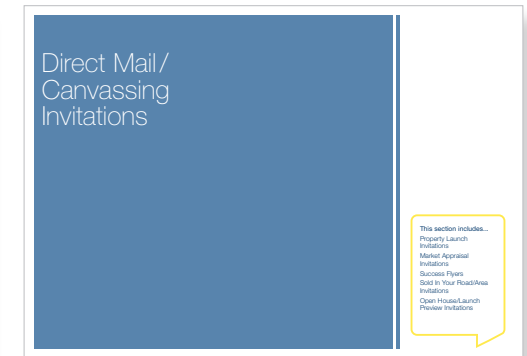 Direct Mail/
Canvassing
Invitations
This section includes...
Property Launch
Invitations
Market Appraisal
Invitations
Success Flyers
Sold In Your Road/Area
Invitations
Open House/Launch
Preview Invitations